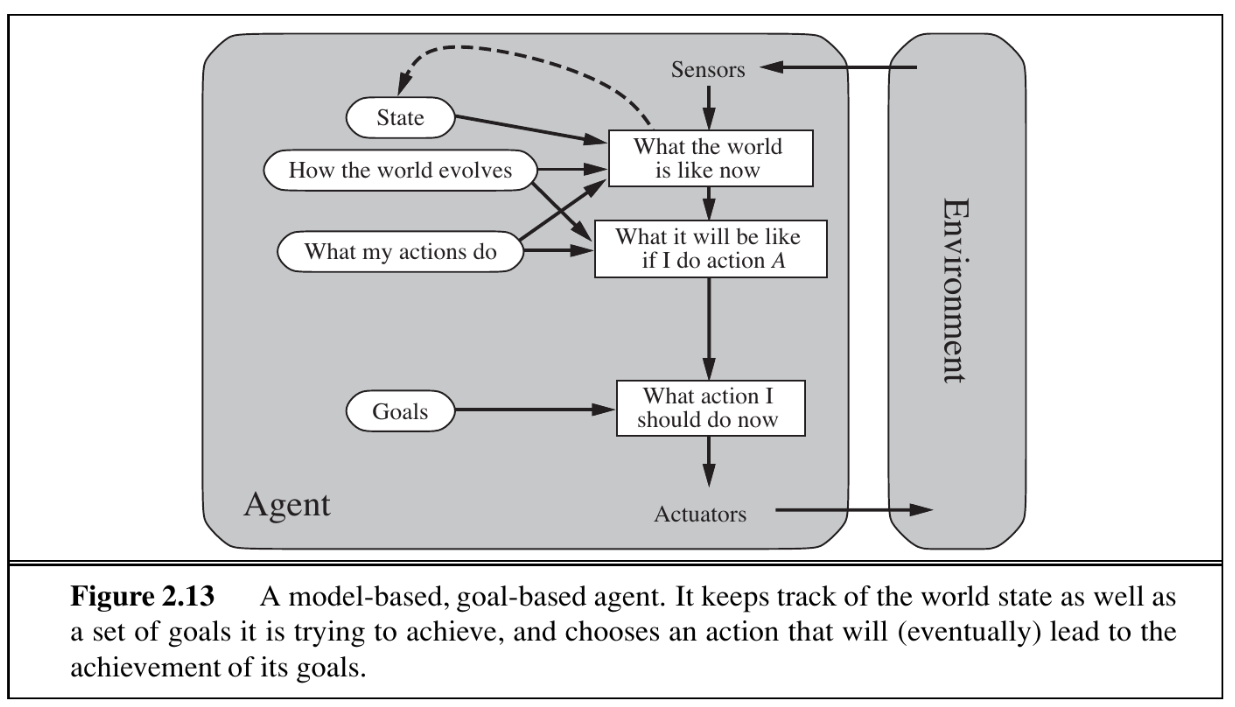 Sensors
State
What the world
is like now
How the world evolves
What my actions do
What it will be like
if I do action A
Environment
Goals
What action I
should do now
Agent
Actuators
Figure 2.13 A model-based, goal-based agent. It keeps track of the world state as well as
a set of goals it is trying to achieve, and chooses an action that will (eventually) lead to the
achievement of its goals.